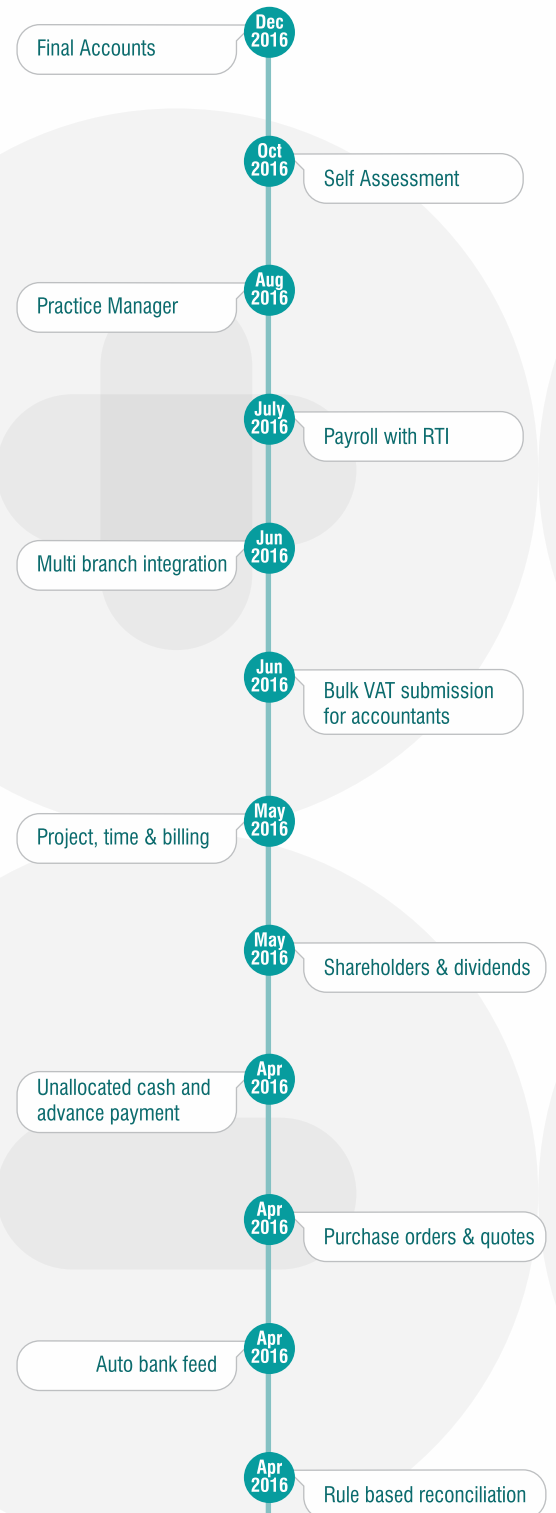 Dec
2016
Final Accounts
Oct
2016
Self Assessment
Aug
2016
Practice Manager
July
2016
Payroll with RTI
Jun
2016
Multi branch integration
Jun
2016
Bulk VAT submission
for accountants
May
2016
Project, time & billing
May
2016
Shareholders & dividends
Apr
2016
Unallocated cash and
advance payment
Apr
2016
Purchase orders & quotes
Apr
2016
Auto bank feed
Apr
2016
Rule based reconciliation